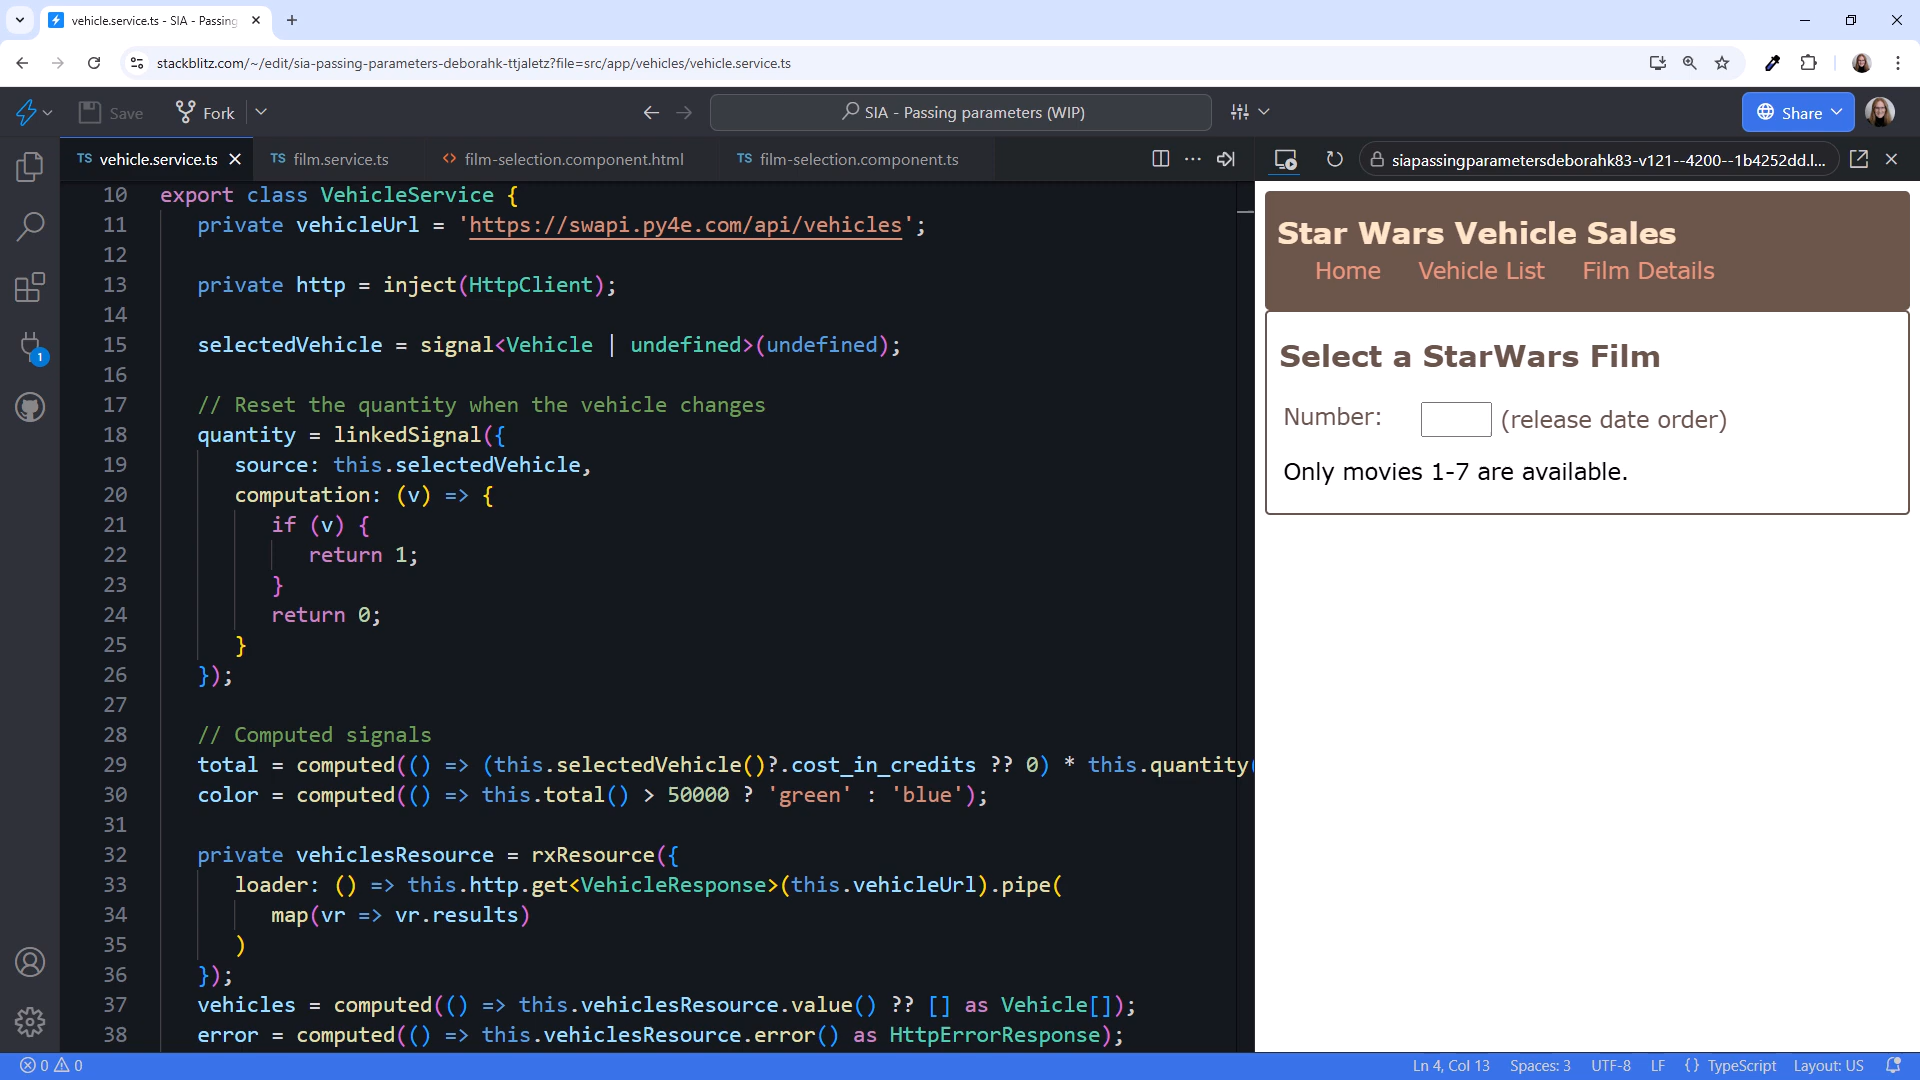 vehicle.service.ts - SIA - Passing
stackblitz.com/~/edit/sia-passing-parameters-deborahk-ttjaletz?file=src/app/vehicles/vehicle.service.ts
Save
Fork
SIA - Passing parameters (WIP)
Share
TS vehicle.service.ts
TS film.service.ts
<> film-selection.component.html
TS film-selection.component.ts
siapassingparametersdeborahk83-v121--4200--1b4252dd.l...
10 export class VehicleService {
11 private vehicleUrl = 'https://swapi.py4e.com/api/vehicles';
12
13 private http = inject(HttpClient);
14
15 selectedVehicle = signal<Vehicle | undefined>(undefined);
16
17 // Reset the quantity when the vehicle changes
18 quantity = linkedSignal({
19 source: this.selectedVehicle,
20 computation: (v) => {
21 if (v) {
22 return 1;
23 }
24 return 0;
25 }
26 });
27
28 // Computed signals
29 total = computed(() => (this.selectedVehicle()?.cost_in_credits ?? 0) * this.quantity(
30 color = computed(() => this.total() > 50000 ? 'green' : 'blue');
31
32 private vehiclesResource = rxResource({
33 loader: () => this.http.get<VehicleResponse>(this.vehicleUrl).pipe(
34 map(vr => vr.results)
35 )
36 });
37 vehicles = computed(() => this.vehiclesResource.value() ?? [] as Vehicle[]);
38 error = computed(() => this.vehiclesResource.error() as HttpErrorResponse);
1
Star Wars Vehicle Sales
Home Vehicle List Film Details
Select a StarWars Film
Number: (release date order)
Only movies 1-7 are available.
0 0
Ln 4, Col 13 Spaces: 3 UTF-8 LF {} TypeScript Layout: US